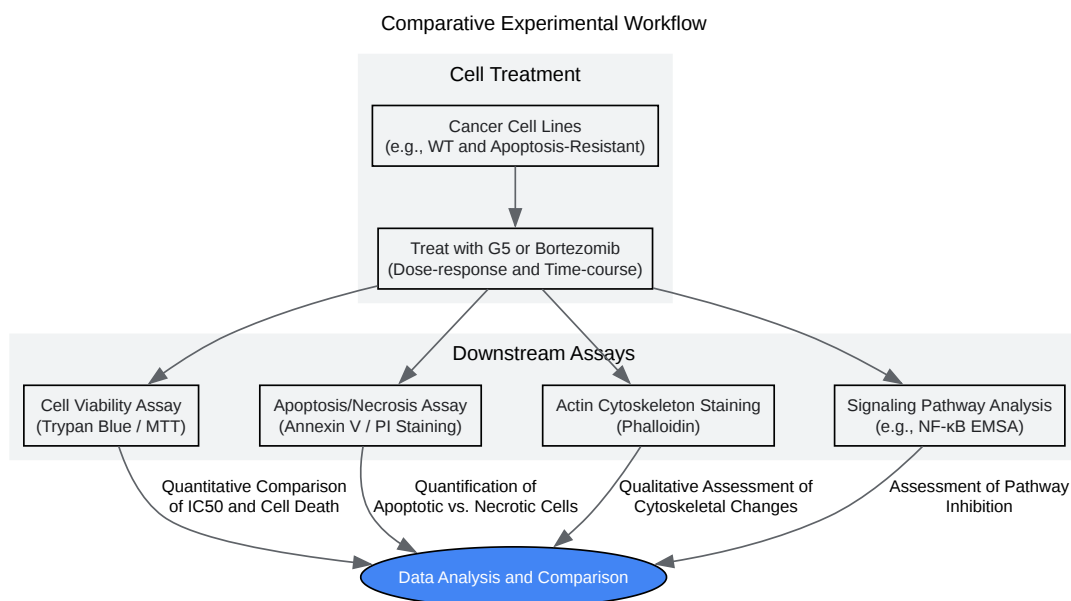 Comparative Experimental Workflow
Cell Treatment
Cancer Cell Lines
(e.g., WT and Apoptosis-Resistant)
Treat with G5 or Bortezomib
(Dose-response and Time-course)
Downstream Assays
Cell Viability Assay
(Trypan Blue / MTT)
Apoptosis/Necrosis Assay
(Annexin V / PI Staining)
Actin Cytoskeleton Staining
(Phalloidin)
Signaling Pathway Analysis
(e.g., NF-κB EMSA)
Quantitative Comparison
of IC50 and Cell Death
Quantification of
Apoptotic vs. Necrotic Cells
Qualitative Assessment of
Cytoskeletal Changes
Assessment of Pathway
Inhibition
Data Analysis and Comparison